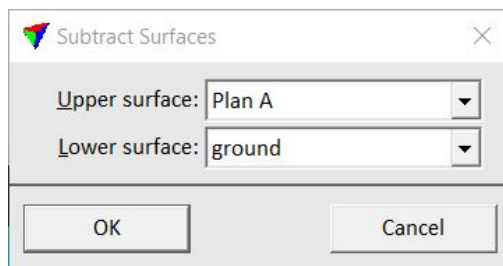 Subtract Surfaces
Upper surface: Plan A
Lower surface: ground
OK Cancel